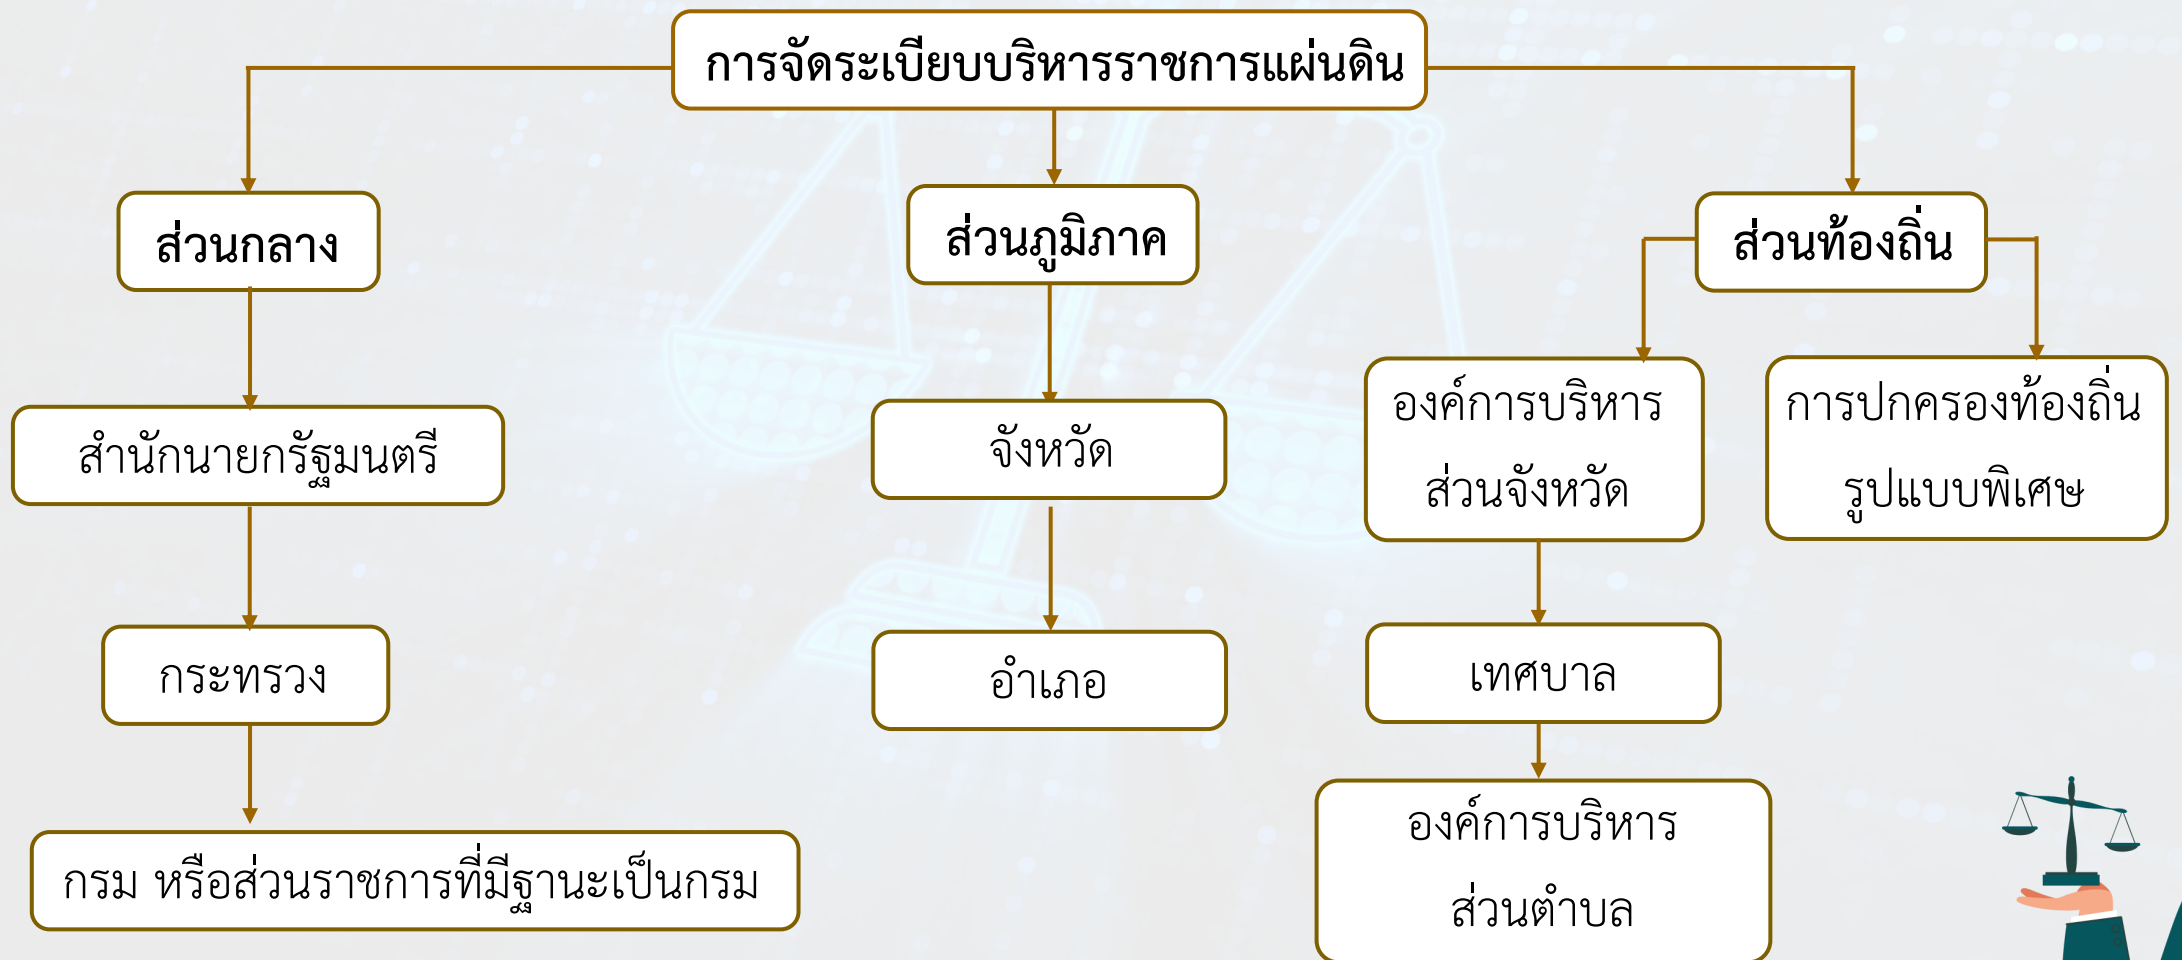 การจัดระเบียบบริหารราชการแผ่นดิน
ส่วนกลาง
ส่วนภูมิภาค
ส่วนท้องถิ่น
สำนักนายกรัฐมนตรี
จังหวัด
องค์การบริหาร
ส่วนจังหวัด
การปกครองท้องถิ่น
รูปแบบพิเศษ
กระทรวง
อำเภอ
เทศบาล
กรม หรือส่วนราชการที่มีฐานะเป็นกรม
องค์การบริหาร
ส่วนตำบล